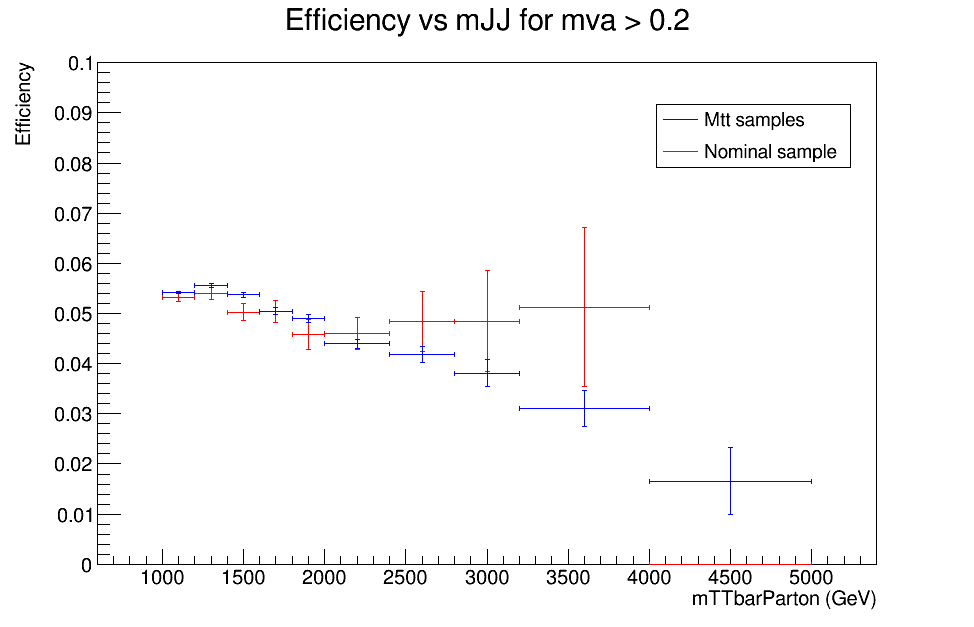 Efficiency vs mJJ for mva > 0.2
Efficiency
0.1
0.09
0.08
0.07
0.06
0.05
0.04
0.03
0.02
0.01
0
Mtt samples
Nominal sample
1000 1500 2000 2500 3000 3500 4000 4500 5000
mTTbarParton (GeV)